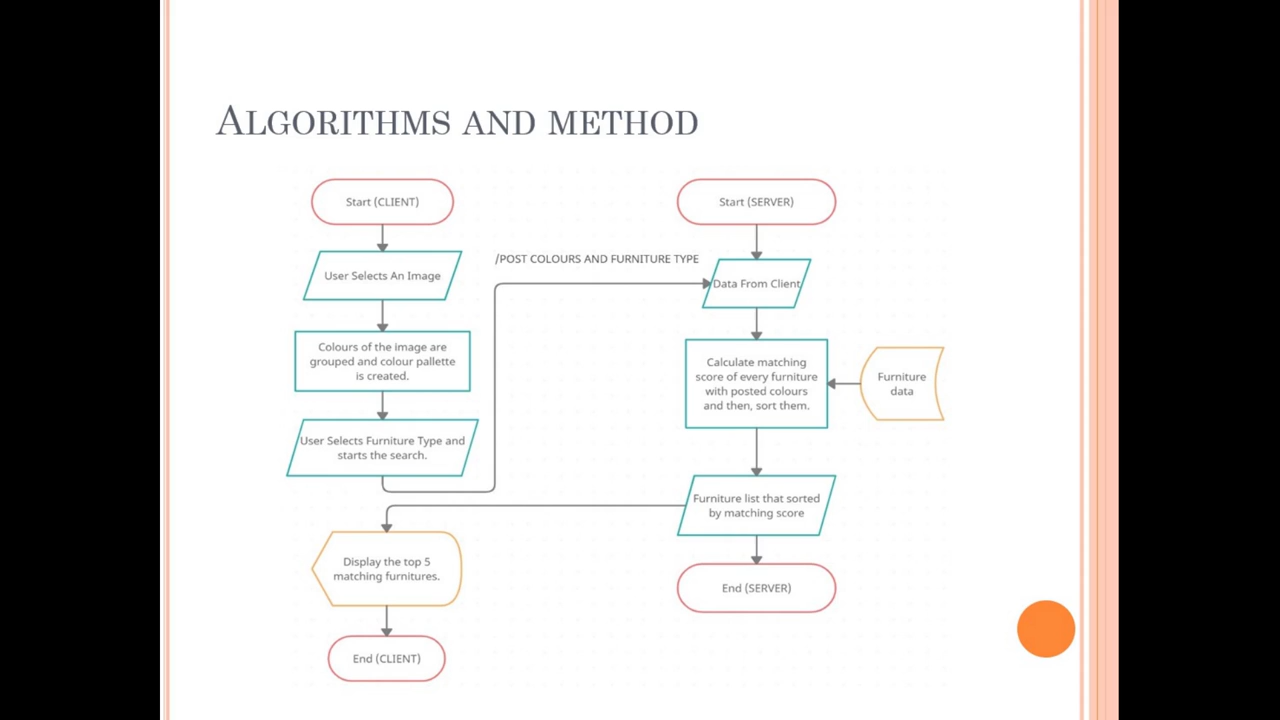 ALGORITHMS AND METHOD
Start (CLIENT)
User Selects An Image
Colours of the image are
grouped and colour pallette
is created.
User Selects Furniture Type and
starts the search.
/POST COLOURS AND FURNITURE TYPE
Start (SERVER)
Data From Client
Calculate matching
score of every furniture
with posted colours
and then, sort them.
Furniture
data
Furniture list that sorted
by matching score
End (SERVER)
Display the top 5
matching furnitures.
End (CLIENT)